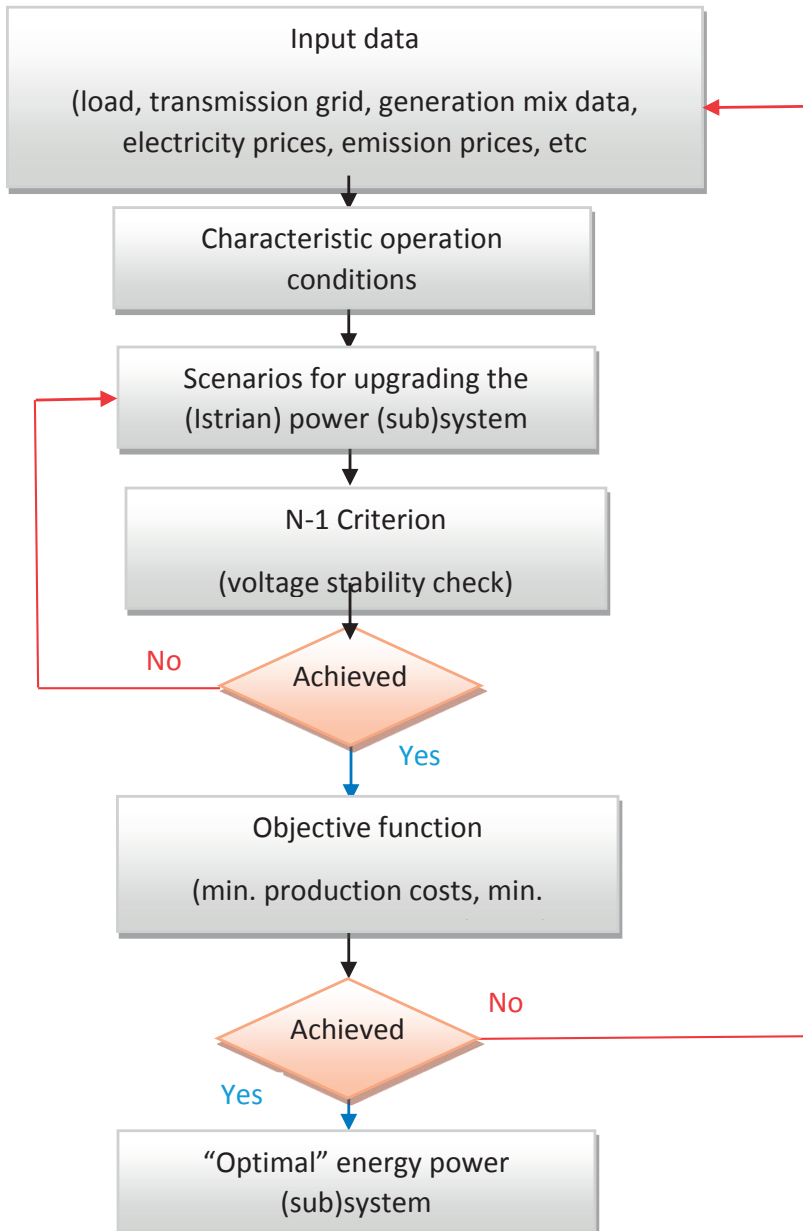 Input data
(load, transmission grid, generation mix data,
electricity prices, emission prices, etc
Characteristic operation
conditions
Scenarios for upgrading the
(Istrian) power (sub)system
N-1 Criterion
(voltage stability check)
Achieved
No
Yes
Objective function
(min. production costs, min.
Achieved
No
Yes
“Optimal” energy power
(sub)system